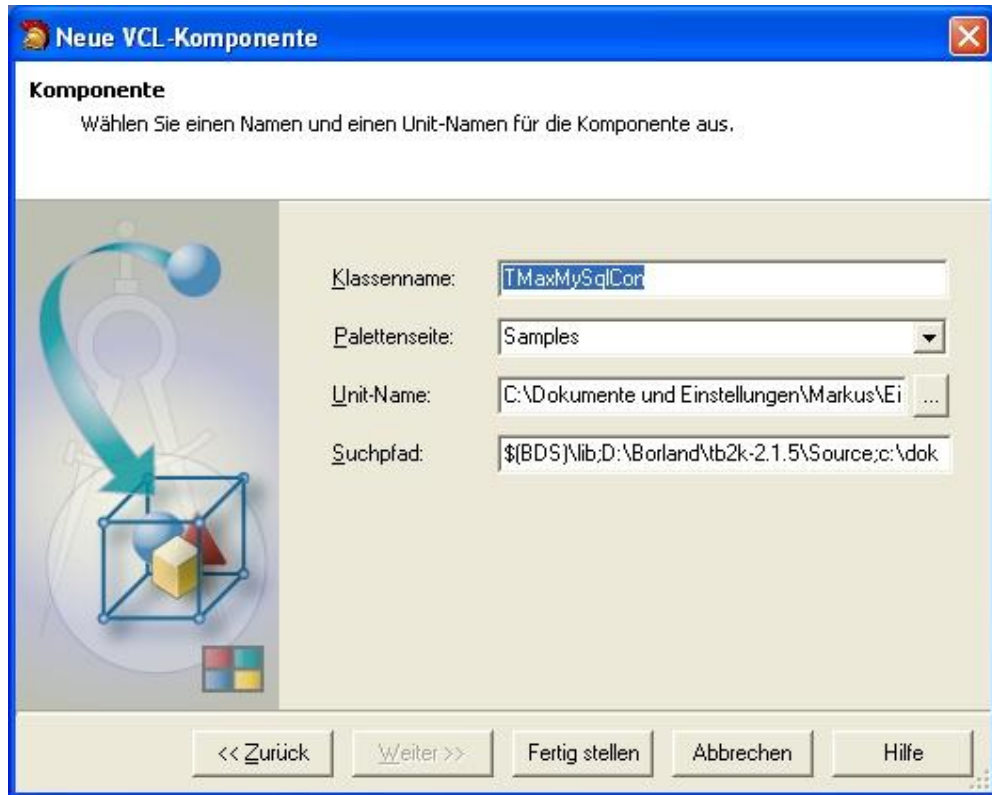 Neue VCL-Komponente
Komponente
Wählen Sie einen Namen und einen Unit-Namen für die Komponente aus.
Klassenname: TMaxMySqlCon
Palettenseite: Samples
Unit-Name: C:\Dokumente und Einstellungen\Markus\Ei ...
Suchpfad: $(BDS)\lib;D:\Borland\tb2k-2.1.5\Source;c:\dok
<< Zurück Weiter >> Fertig stellen Abbrechen Hilfe